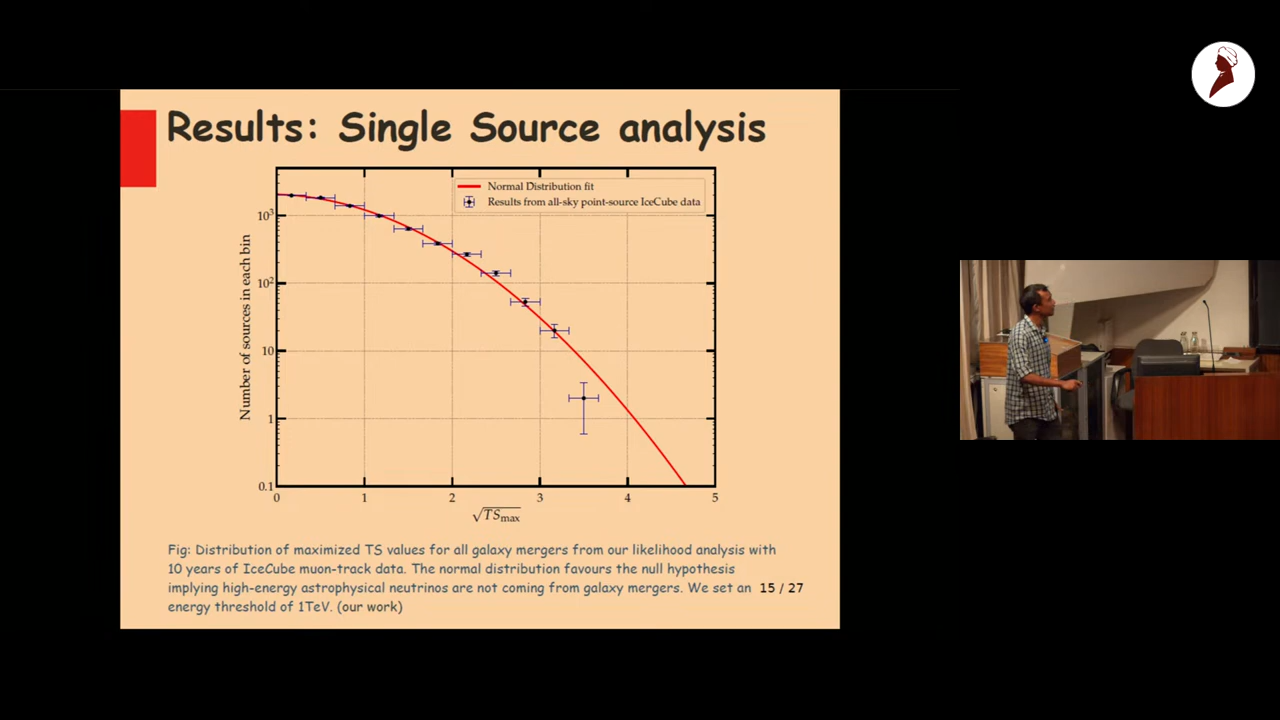 Results: Single Source analysis
Normal Distribution fit
Results from all-sky point-source IceCube data
Number of sources in each bin
10³
10²
10
1
0.1
0 1 2 3 4 5
√TSmax
Fig: Distribution of maximized TS values for all galaxy mergers from our likelihood analysis with
10 years of IceCube muon-track data. The normal distribution favours the null hypothesis
implying high-energy astrophysical neutrinos are not coming from galaxy mergers. We set an 15 / 27
energy threshold of 1TeV. (our work)